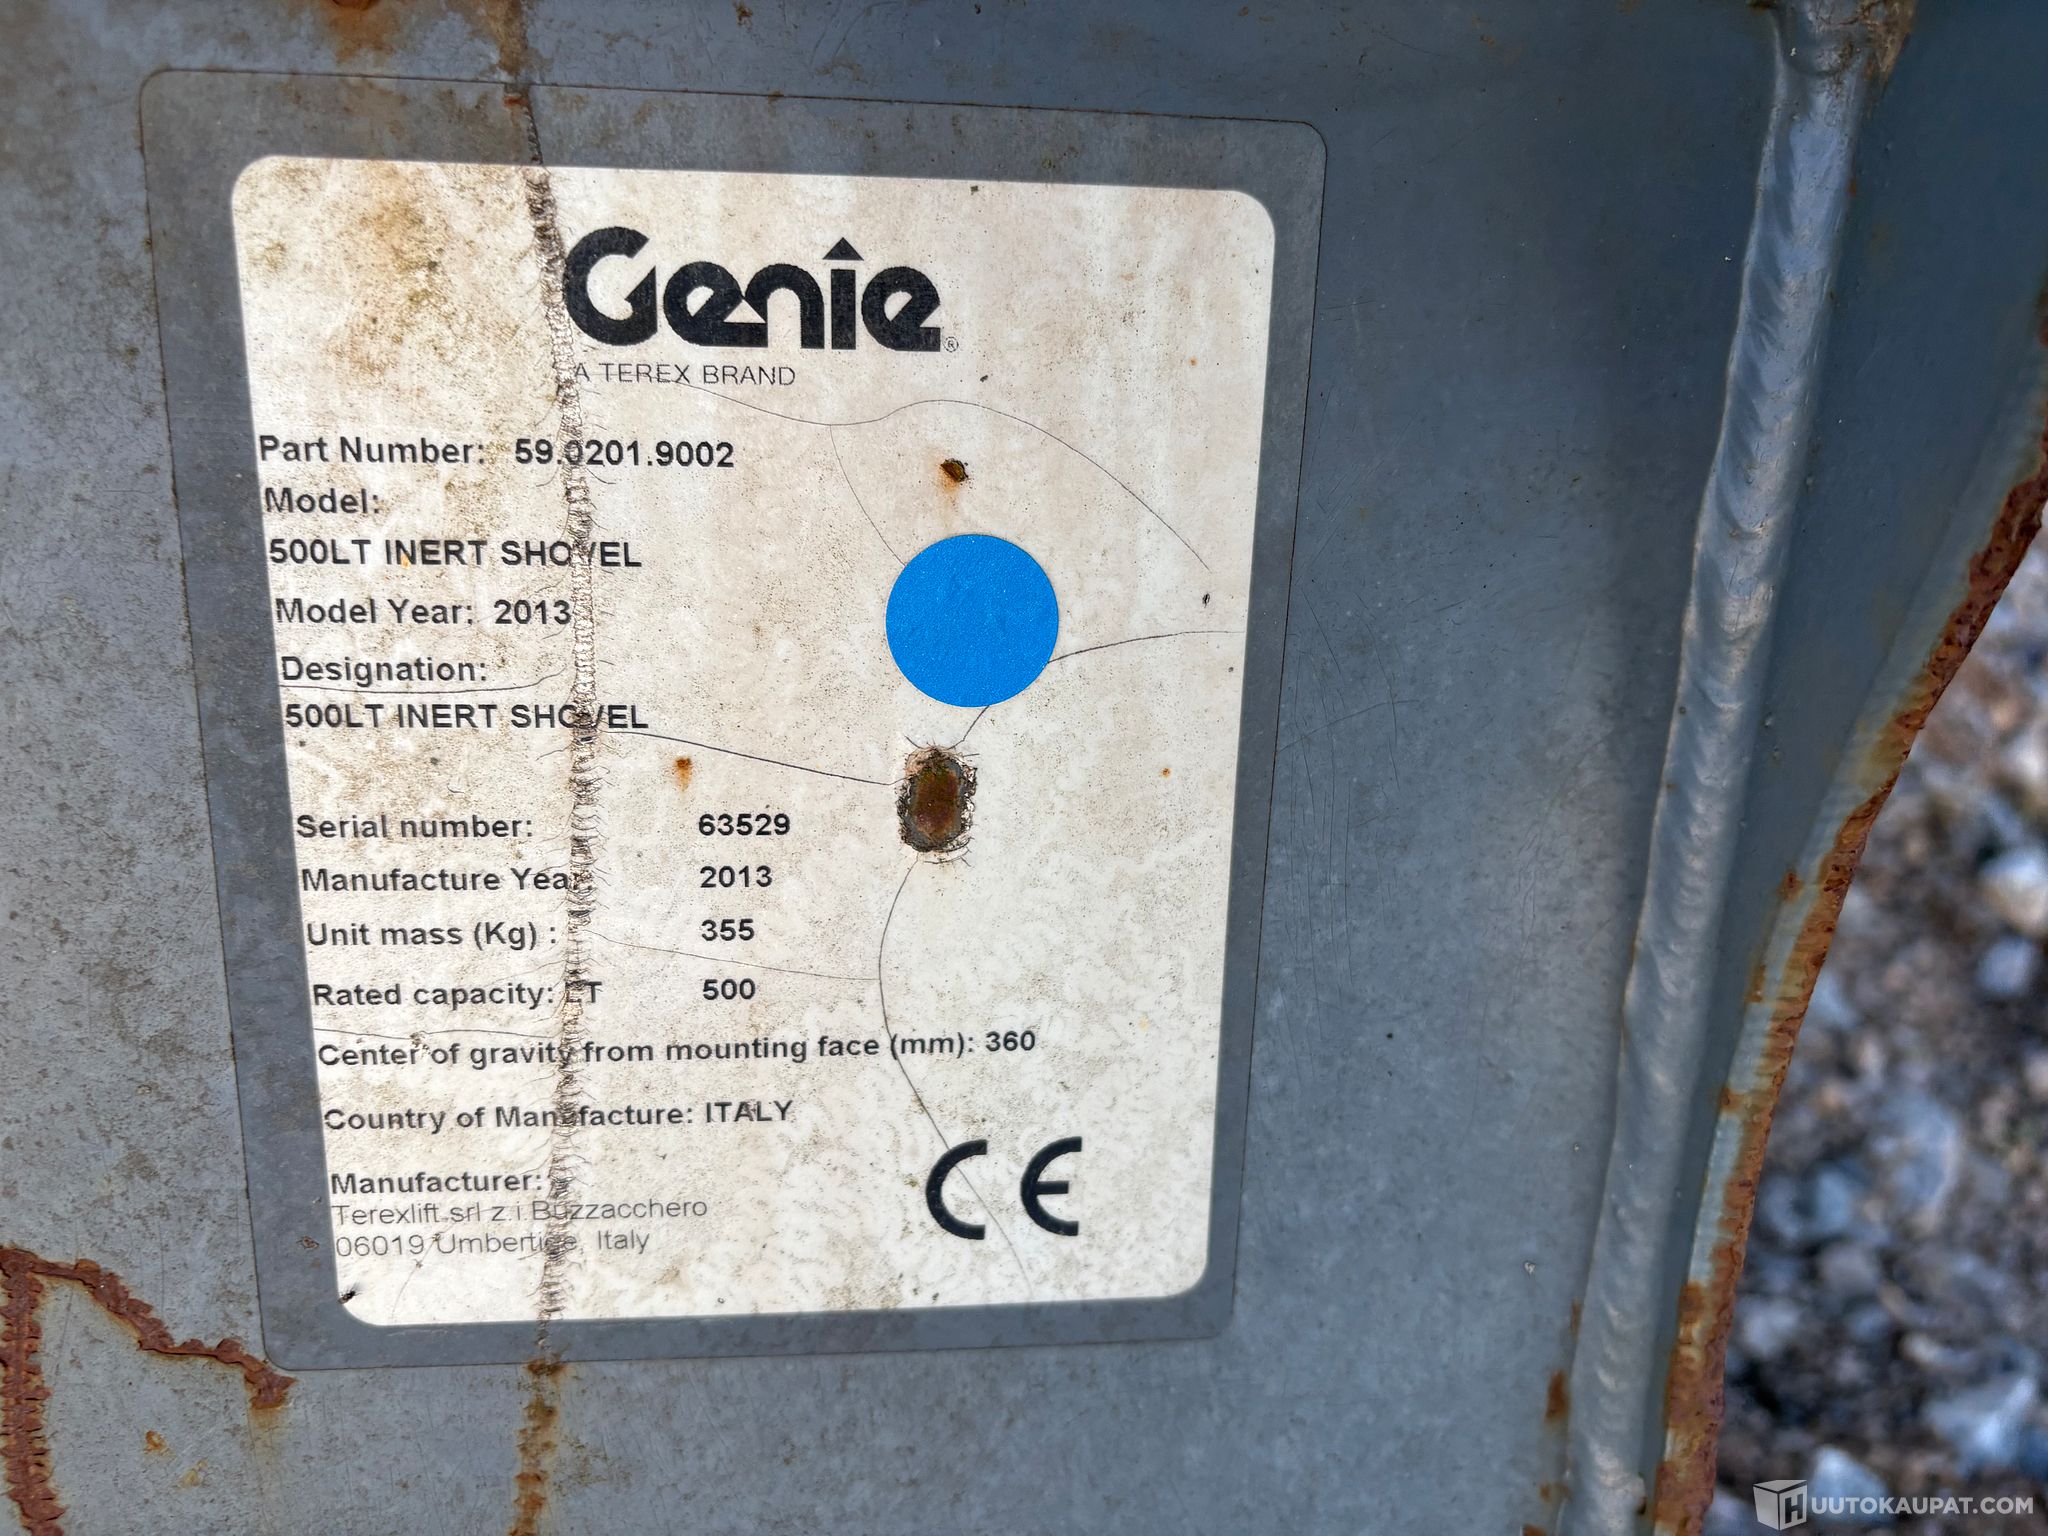 Genie®
A TEREX BRAND
Part Number: 59.0201.9002
Model:
500LT INERT SHOVEL
Model Year: 2013
Designation:
500LT INERT SHOVEL
Serial number: 63529
Manufacture Year: 2013
Unit mass (Kg) : 355
Rated capacity: LT 500
Center of gravity from mounting face (mm): 360
Country of Manufacture: ITALY
Manufacturer:
Terexlift srl z.i.Buzzacchero
06019 Umbertide, Italy
CE
HUUTOKAUPAT.COM